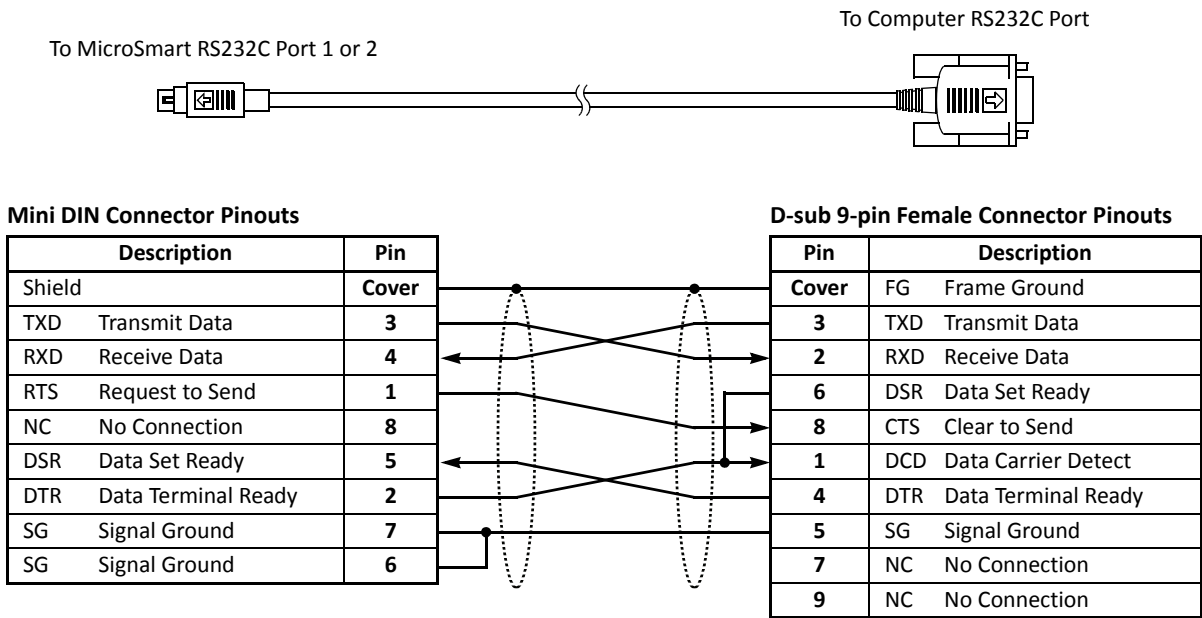 To Computer RS232C Port
To MicroSmart RS232C Port 1 or 2
Mini DIN Connector Pinouts
Description Pin
Shield Cover
TXD Transmit Data 3
RXD Receive Data 4
RTS Request to Send 1
NC No Connection 8
DSR Data Set Ready 5
DTR Data Terminal Ready 2
SG Signal Ground 7
SG Signal Ground 6
D-sub 9-pin Female Connector Pinouts
Pin Description
Cover FG Frame Ground
3 TXD Transmit Data
2 RXD Receive Data
6 DSR Data Set Ready
8 CTS Clear to Send
1 DCD Data Carrier Detect
4 DTR Data Terminal Ready
5 SG Signal Ground
7 NC No Connection
9 NC No Connection